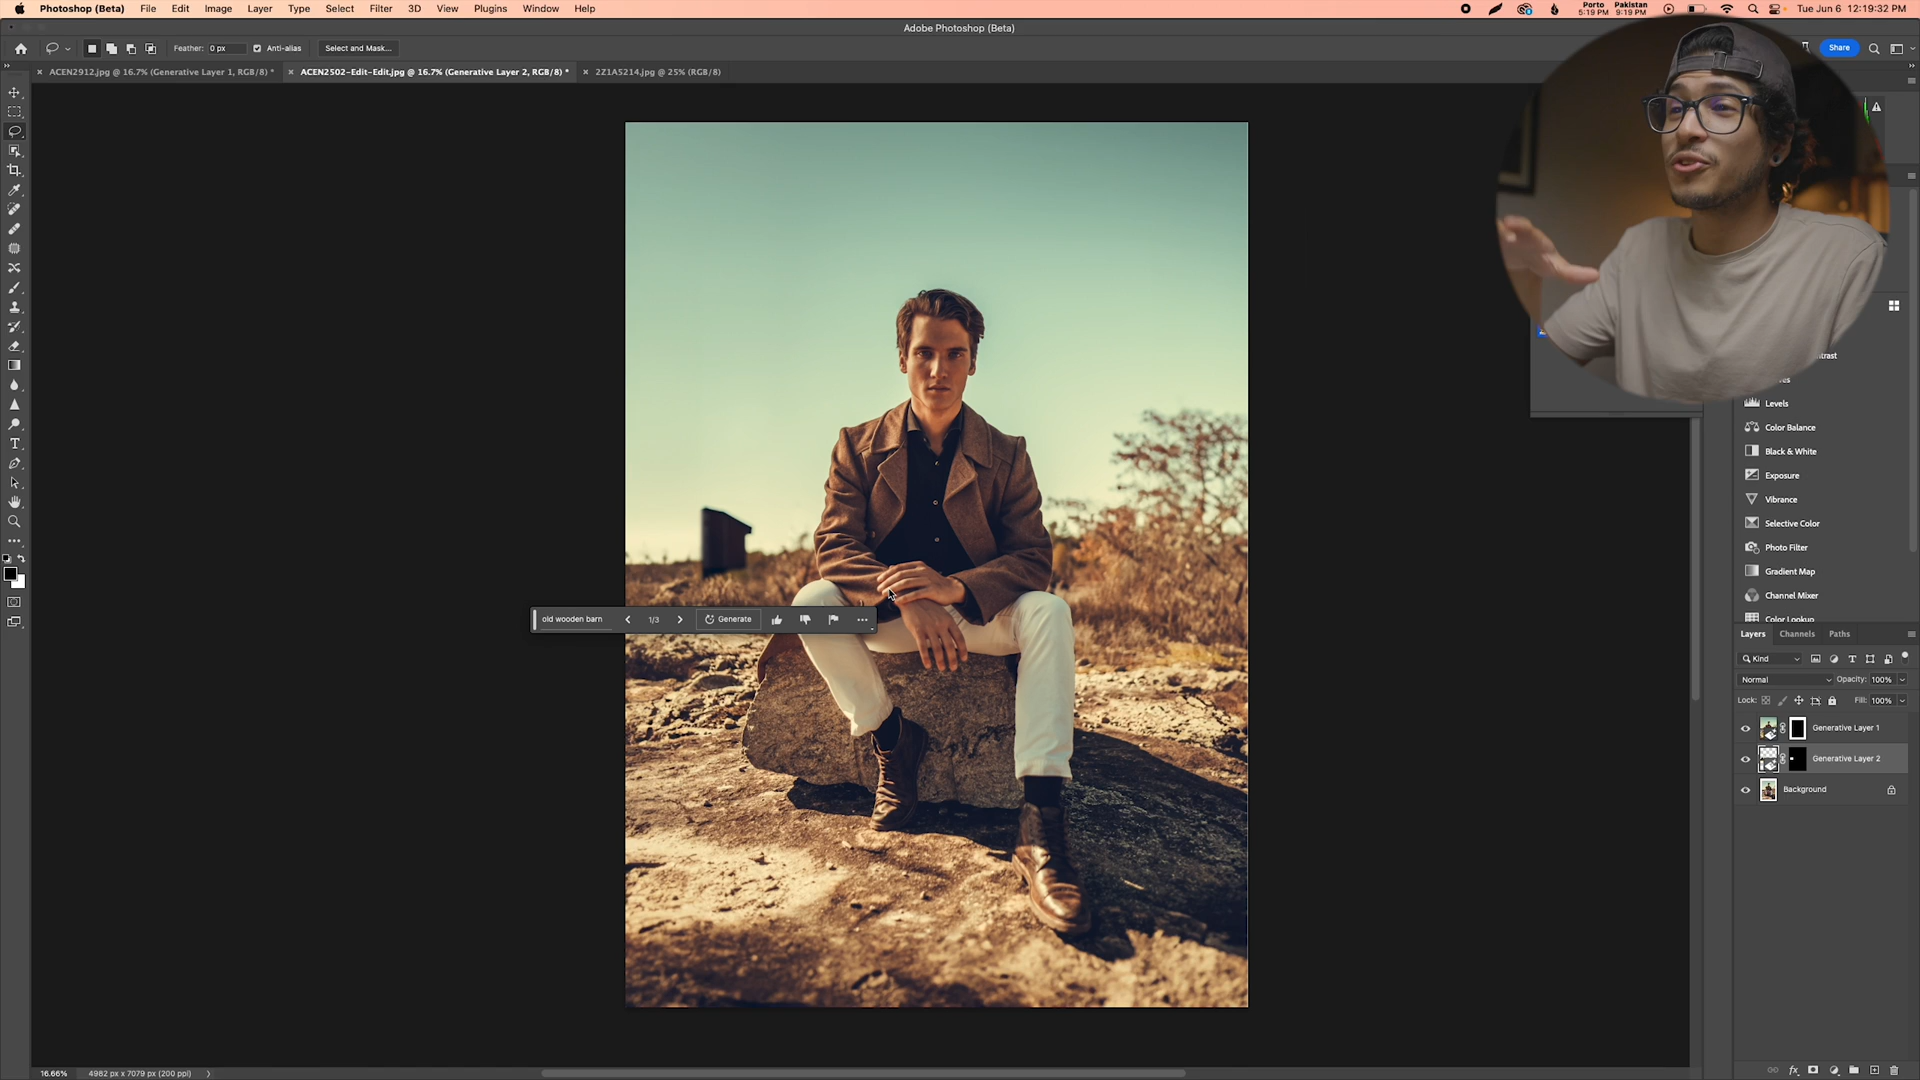 Photoshop (Beta) File Edit Image Layer Type Select Filter 3D View Plugins Window Help
Porto 5:19 PM Pakistan 9:19 PM Tue Jun 6 12:19:32 PM
Adobe Photoshop (Beta)
Feather: 0 px Anti-alias Select and Mask... Share
ACEN2912.jpg @ 16.7% (Generative Layer 1, RGB/8) * ACEN2502-Edit-Edit.jpg @ 16.7% (Generative Layer 2, RGB/8) * 2Z1A5214.jpg @ 25% (RGB/8)
Levels
Color Balance
Black & White
Exposure
Vibrance
Selective Color
Photo Filter
Gradient Map
Channel Mixer
Color Lookup
old wooden barn 1/3 Generate
Layers Channels Paths
Kind
Normal Opacity: 100%
Lock: Fill: 100%
Generative Layer 1
Generative Layer 2
Background
16.66% 4982 px x 7079 px (200 ppi)